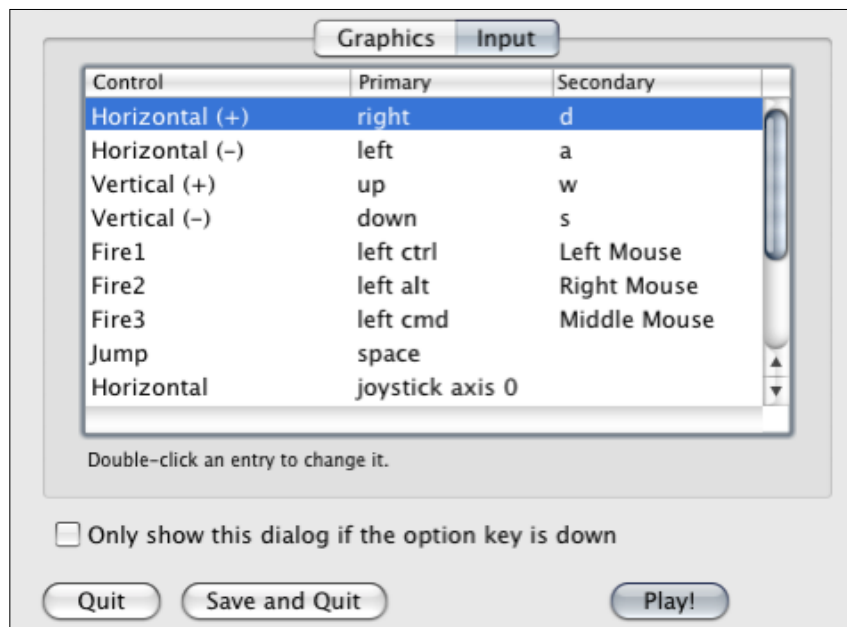 Graphics Input
Control Primary Secondary
Horizontal (+) right d
Horizontal (-) left a
Vertical (+) up w
Vertical (-) down s
Fire1 left ctrl Left Mouse
Fire2 left alt Right Mouse
Fire3 left cmd Middle Mouse
Jump space
Horizontal joystick axis 0
Double-click an entry to change it.
Only show this dialog if the option key is down
Quit Save and Quit Play!